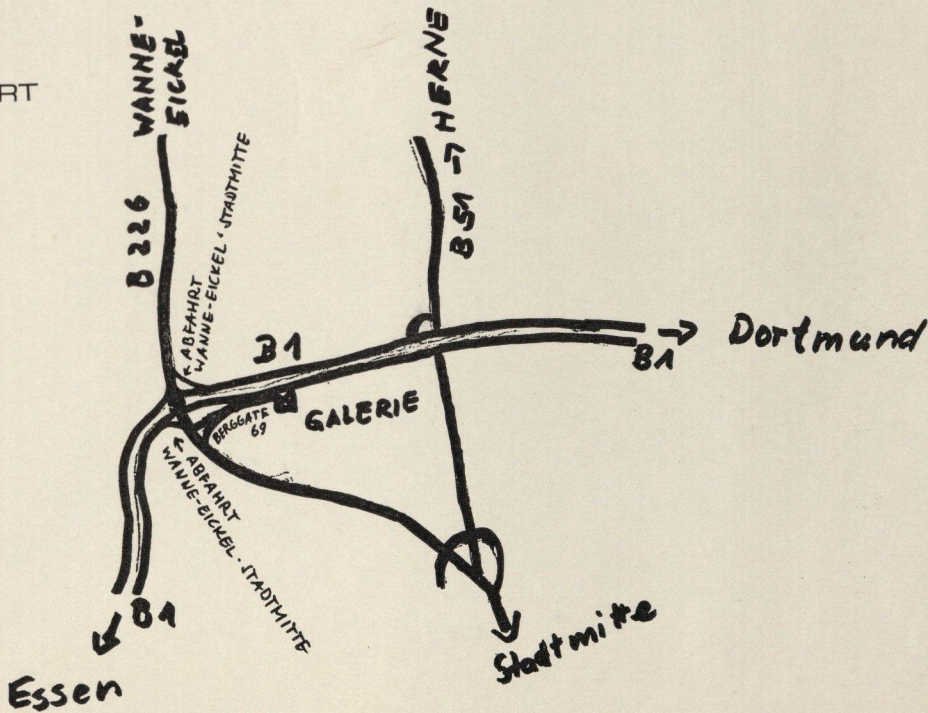 RT
WANNE-
EICKEL
HERNE
B 226
B51 →
↖ ABFAHRT
WANNE-EICKEL · STADTMITTE
B1
B1
→ Dortmund
GALERIE
BERGGATE
69
↖ ABFAHRT
WANNE-EICKEL · STADTMITTE
B1
Essen
Stadtmitte